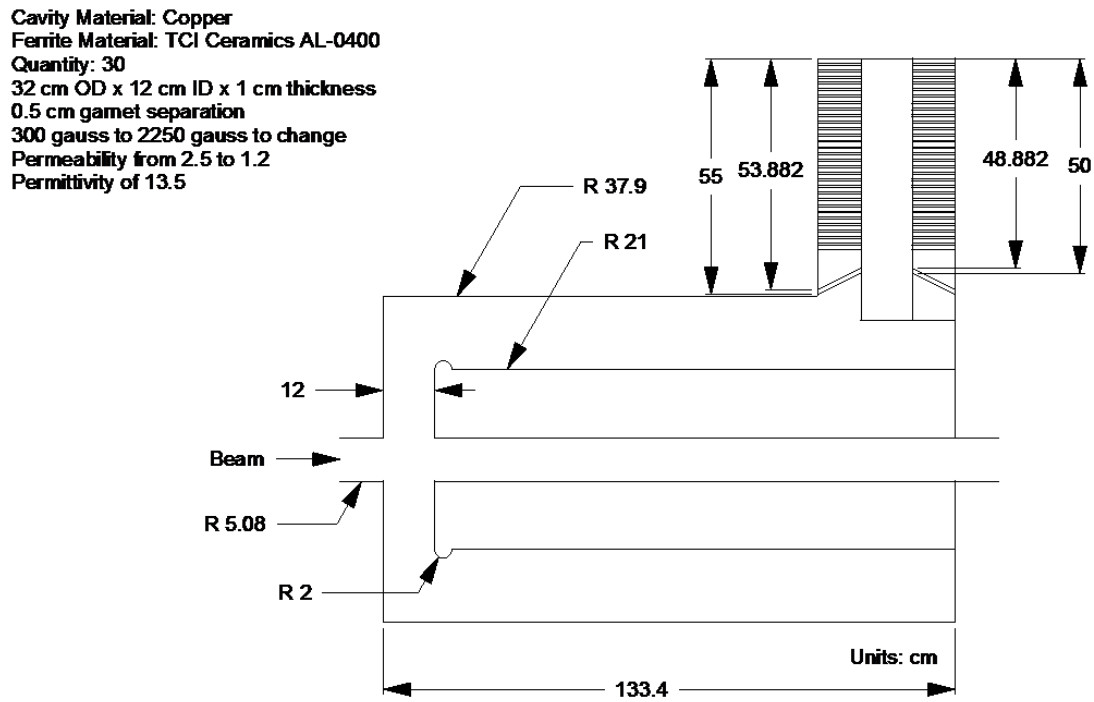 Cavity Material: Copper
Ferrite Material: TCI Ceramics AL-0400
Quantity: 30
32 cm OD x 12 cm ID x 1 cm thickness
0.5 cm garnet separation
300 gauss to 2250 gauss to change
Permeability from 2.5 to 1.2
Permittivity of 13.5
55
53.882
48.882
50
R 37.9
R 21
12
Beam
R 5.08
R 2
Units: cm
133.4